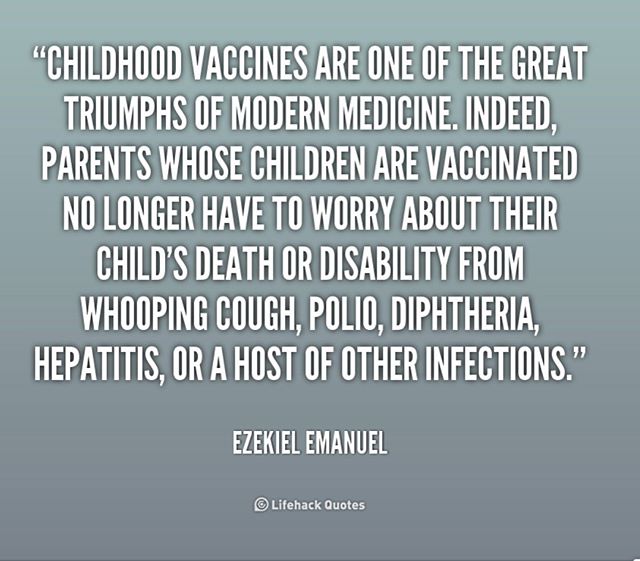 “CHILDHOOD VACCINES ARE ONE OF THE GREAT
TRIUMPHS OF MODERN MEDICINE. INDEED,
PARENTS WHOSE CHILDREN ARE VACCINATED
NO LONGER HAVE TO WORRY ABOUT THEIR
CHILD’S DEATH OR DISABILITY FROM
WHOOPING COUGH, POLIO, DIPHTHERIA,
HEPATITIS, OR A HOST OF OTHER INFECTIONS.”
EZEKIEL EMANUEL
Lifehack Quotes